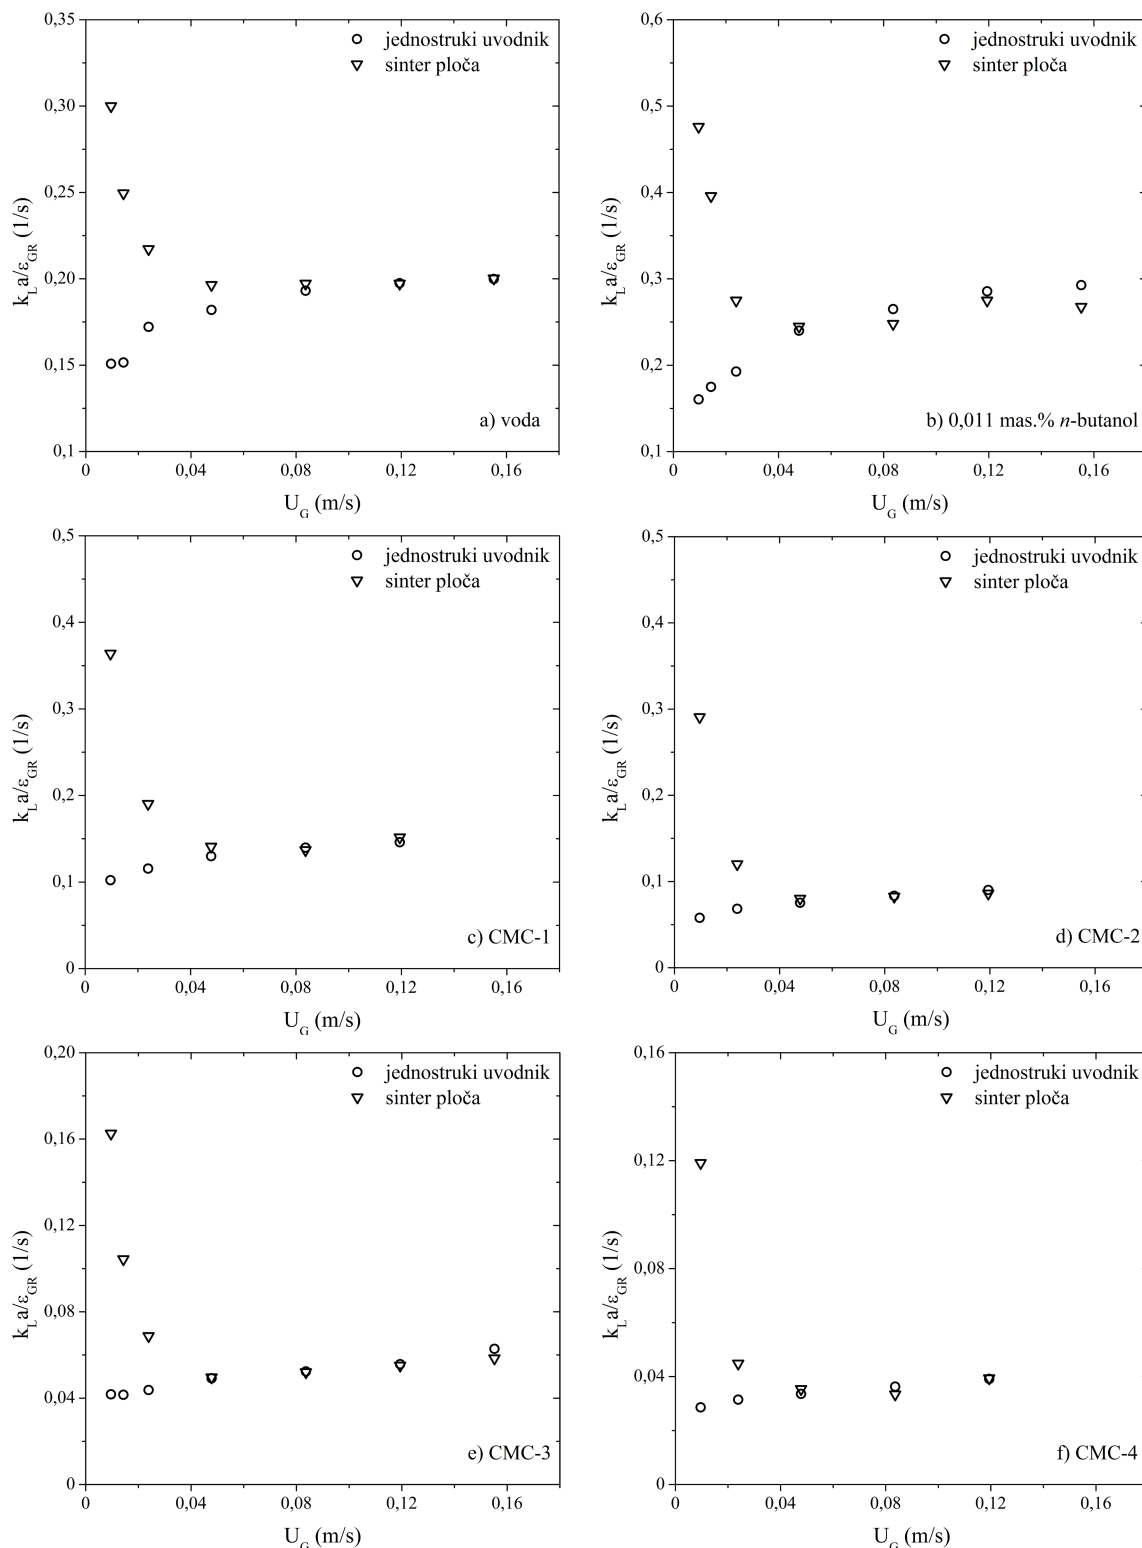 0,35
jednostruki uvodnik
sinter ploča
0,30
0,25
0,20
0,15
0,1
k_L a/ε_GR (1/s)
a) voda
0 0,04 0,08 0,12 0,16
U_G (m/s)
0,6
jednostruki uvodnik
sinter ploča
0,5
0,4
0,3
0,2
0,1
k_L a/ε_GR (1/s)
b) 0,011 mas.% n-butanol
0 0,04 0,08 0,12 0,16
U_G (m/s)
0,5
jednostruki uvodnik
sinter ploča
0,4
0,3
0,2
0,1
0
k_L a/ε_GR (1/s)
c) CMC-1
0 0,04 0,08 0,12 0,16
U_G (m/s)
0,5
jednostruki uvodnik
sinter ploča
0,4
0,3
0,2
0,1
0
k_L a/ε_GR (1/s)
d) CMC-2
0 0,04 0,08 0,12 0,16
U_G (m/s)
0,20
jednostruki uvodnik
sinter ploča
0,16
0,12
0,08
0,04
0
k_L a/ε_GR (1/s)
e) CMC-3
0 0,04 0,08 0,12 0,16
U_G (m/s)
0,16
jednostruki uvodnik
sinter ploča
0,12
0,08
0,04
0
k_L a/ε_GR (1/s)
f) CMC-4
0 0,04 0,08 0,12 0,16
U_G (m/s)